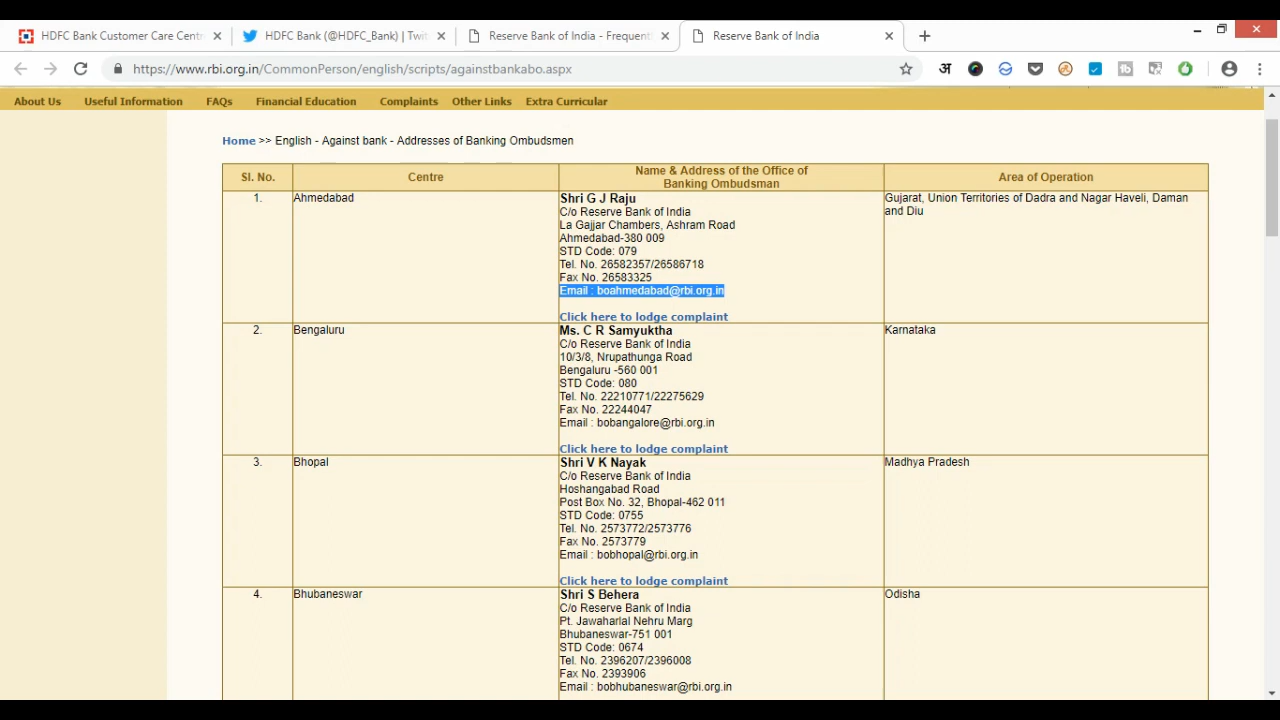 HDFC Bank Customer Care Centr
HDFC Bank (@HDFC_Bank) | Twit
Reserve Bank of India - Frequent
Reserve Bank of India
https://www.rbi.org.in/CommonPerson/english/scripts/againstbankabo.aspx
अ
About Us Useful Information FAQs Financial Education Complaints Other Links Extra Curricular
Home >> English - Against bank - Addresses of Banking Ombudsmen
Sl. No. Centre Name & Address of the Office of Banking Ombudsman Area of Operation
1. Ahmedabad
Shri G J Raju
C/o Reserve Bank of India
La Gajjar Chambers, Ashram Road
Ahmedabad-380 009
STD Code: 079
Tel. No. 26582357/26586718
Fax No. 26583325
Email : boahmedabad@rbi.org.in
Click here to lodge complaint
Gujarat, Union Territories of Dadra and Nagar Haveli, Daman
and Diu
2. Bengaluru
Ms. C R Samyuktha
C/o Reserve Bank of India
10/3/8, Nrupathunga Road
Bengaluru -560 001
STD Code: 080
Tel. No. 22210771/22275629
Fax No. 22244047
Email : bobangalore@rbi.org.in
Click here to lodge complaint
Karnataka
3. Bhopal
Shri V K Nayak
C/o Reserve Bank of India
Hoshangabad Road
Post Box No. 32, Bhopal-462 011
STD Code: 0755
Tel. No. 2573772/2573776
Fax No. 2573779
Email : bobhopal@rbi.org.in
Click here to lodge complaint
Madhya Pradesh
4. Bhubaneswar
Shri S Behera
C/o Reserve Bank of India
Pt. Jawaharlal Nehru Marg
Bhubaneswar-751 001
STD Code: 0674
Tel. No. 2396207/2396008
Fax No. 2393906
Email : bobhubaneswar@rbi.org.in
Odisha